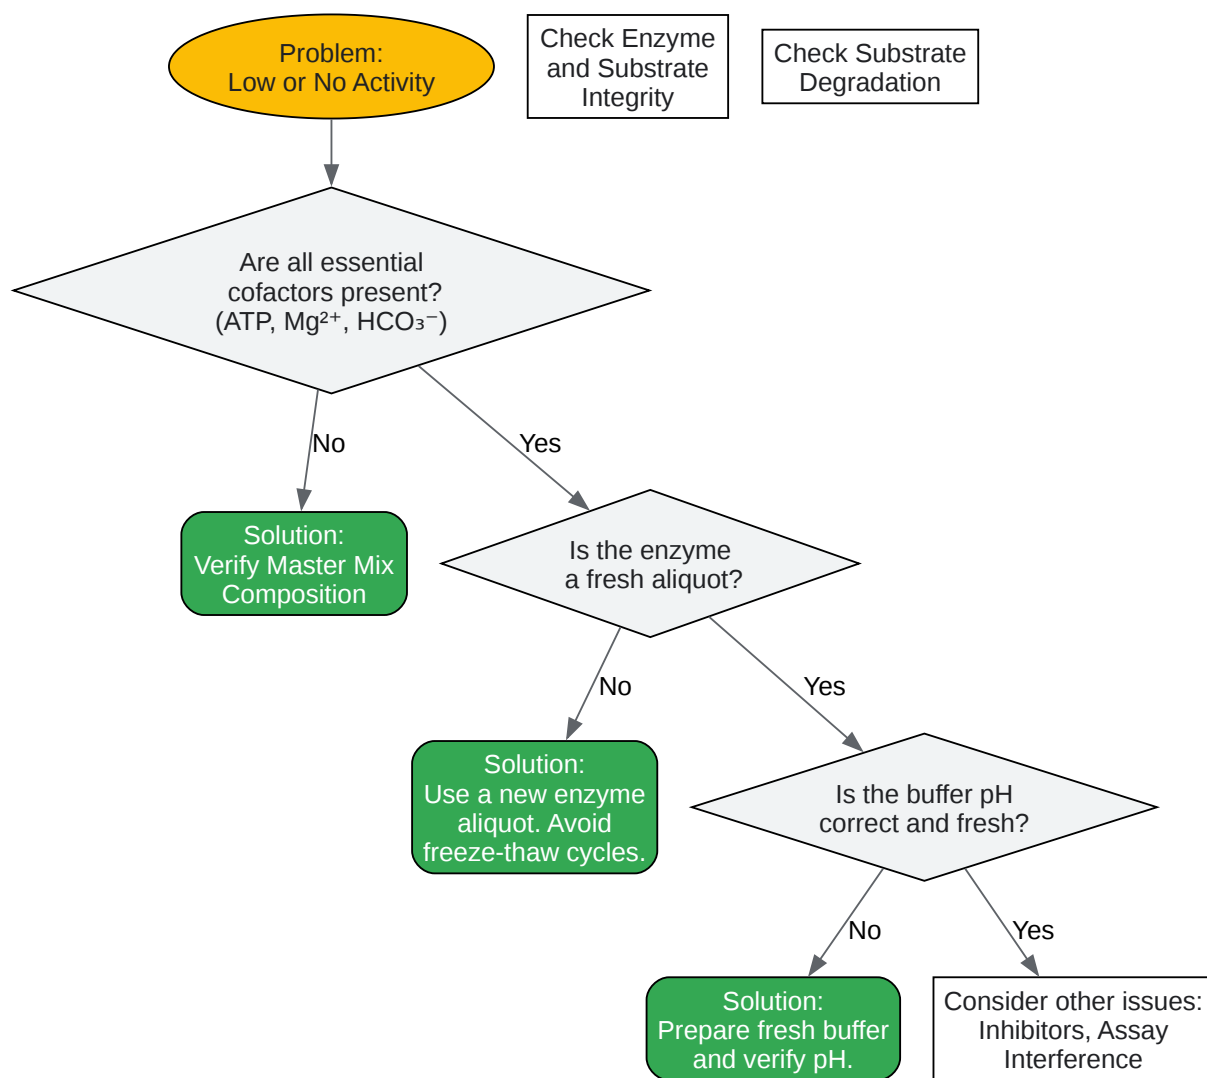 Problem:
Low or No Activity
Check Enzyme
and Substrate
Integrity
Check Substrate
Degradation
Are all essential
cofactors present?
(ATP, Mg²⁺, HCO₃⁻)
No
Yes
Solution:
Verify Master Mix
Composition
Is the enzyme
a fresh aliquot?
No
Yes
Solution:
Use a new enzyme
aliquot. Avoid
freeze-thaw cycles.
Is the buffer pH
correct and fresh?
No
Yes
Solution:
Prepare fresh buffer
and verify pH.
Consider other issues:
Inhibitors, Assay
Interference